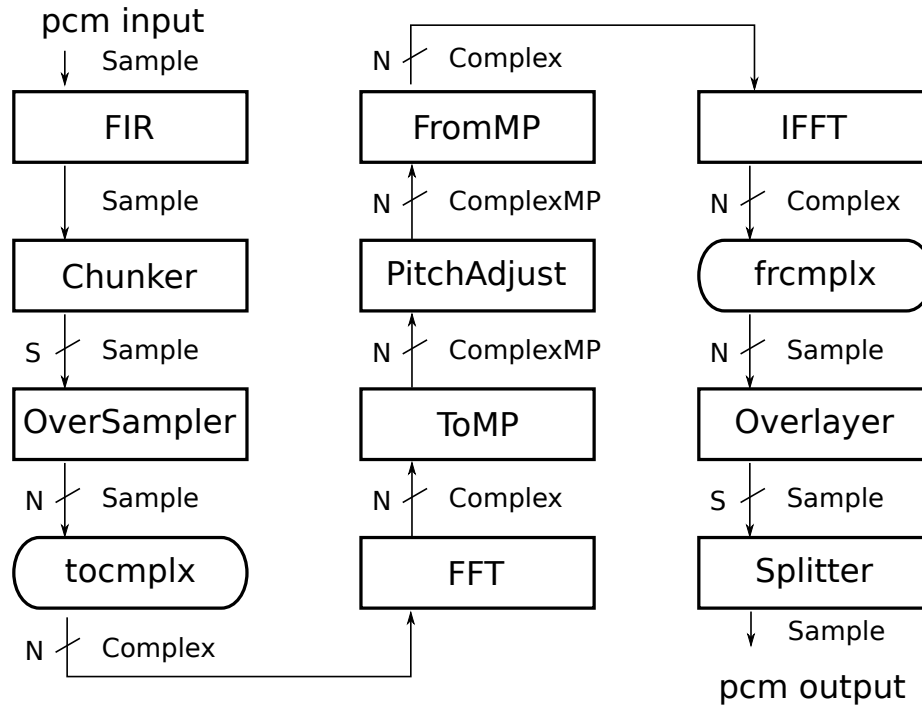 pcm input
Sample
FIR
Sample
Chunker
S Sample
OverSampler
N Sample
tocmplx
N Complex
FFT
N Complex
ToMP
N ComplexMP
PitchAdjust
N ComplexMP
FromMP
N Complex
IFFT
N Complex
frcmplx
N Sample
Overlayer
S Sample
Splitter
Sample
pcm output